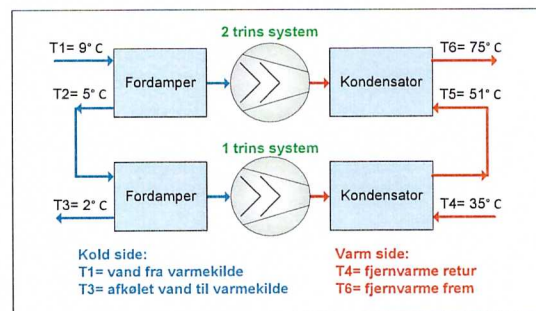 2 trins system
T1= 9° C
Fordamper
Kondensator
T6= 75° C
T2= 5° C
T5= 51° C
1 trins system
Fordamper
Kondensator
T3= 2° C
T4= 35° C
Kold side:
T1= vand fra varmekilde
T3= afkølet vand til varmekilde
Varm side:
T4= fjernvarme retur
T6= fjernvarme frem